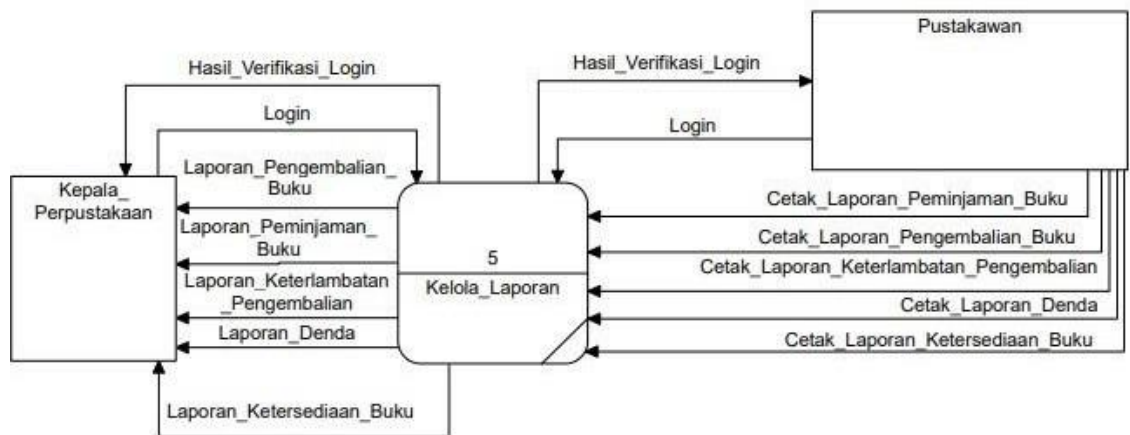 Pustakawan
Hasil_Verifikasi_Login
Hasil_Verifikasi_Login
Login
Login
Laporan_Pengembalian_
Buku
Kepala_
Perpustakaan
Cetak_Laporan_Peminjaman_Buku
Laporan_Peminjaman_
Buku
Cetak_Laporan_Pengembalian_Buku
5
Kelola_Laporan
Cetak_Laporan_Keterlambatan_Pengembalian
Laporan_Keterlambatan
_Pengembalian
Cetak_Laporan_Denda
Laporan_Denda
Cetak_Laporan_Ketersediaan_Buku
Laporan_Ketersediaan_Buku